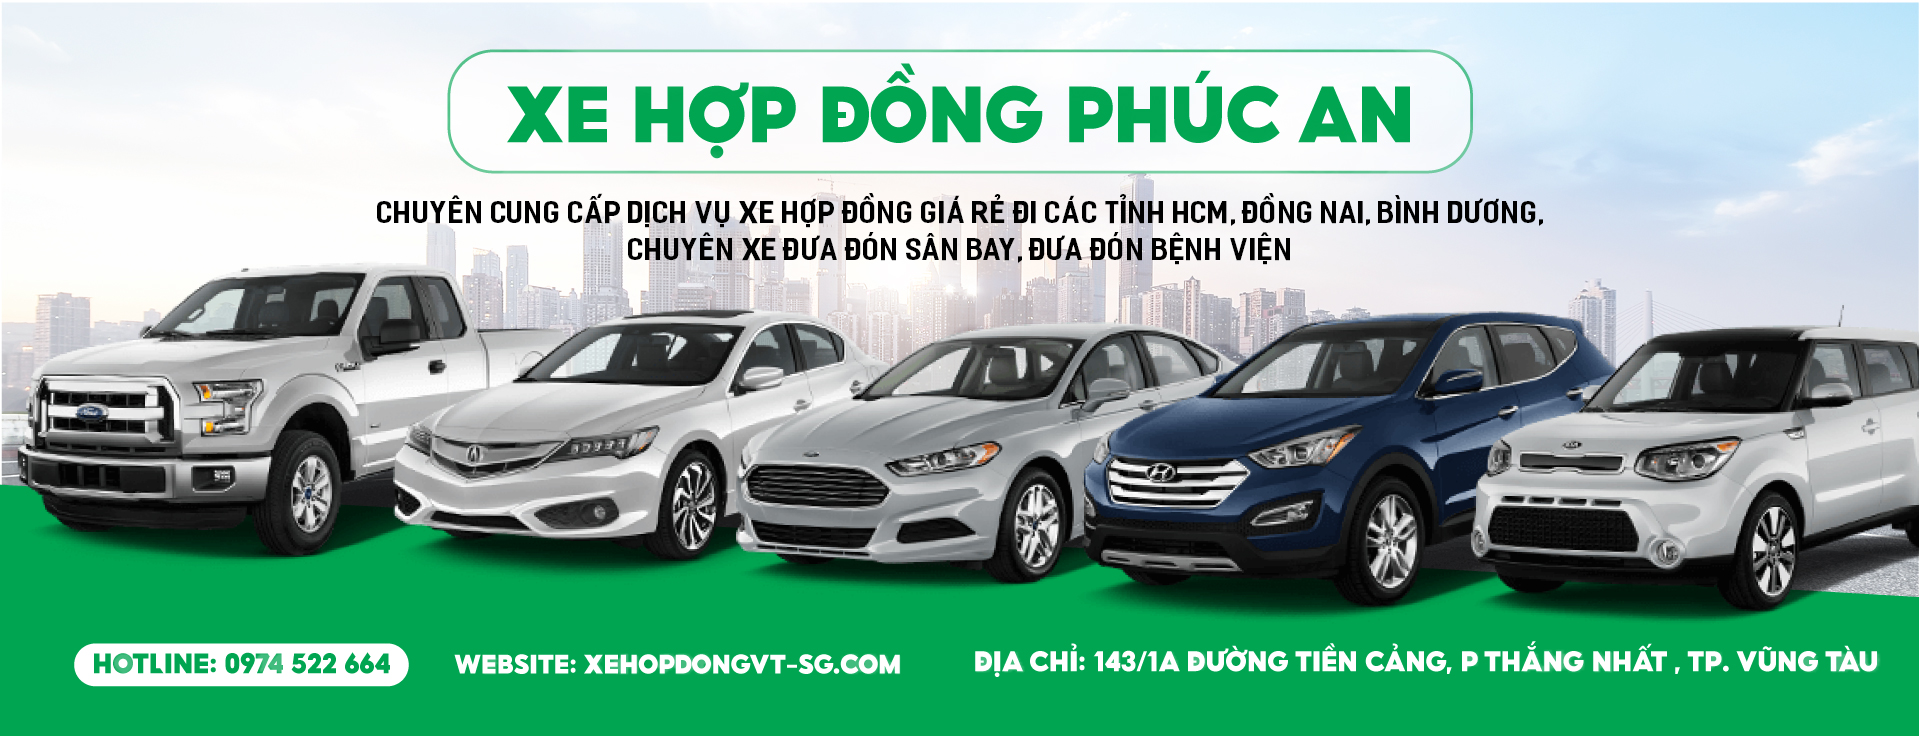 XE HỢP ĐỒNG PHÚC AN
CHUYÊN CUNG CẤP DỊCH VỤ XE HỢP ĐỒNG GIÁ RẺ ĐI CÁC TỈNH HCM, ĐỒNG NAI, BÌNH DƯƠNG,
CHUYÊN XE ĐƯA ĐÓN SÂN BAY, ĐƯA ĐÓN BỆNH VIỆN
Ford
KIA
HOTLINE: 0974 522 664
WEBSITE: XEHOPDONGVT-SG.COM
ĐỊA CHỈ: 143/1A ĐƯỜNG TIỀN CẢNG, P THẮNG NHẤT , TP. VŨNG TÀU